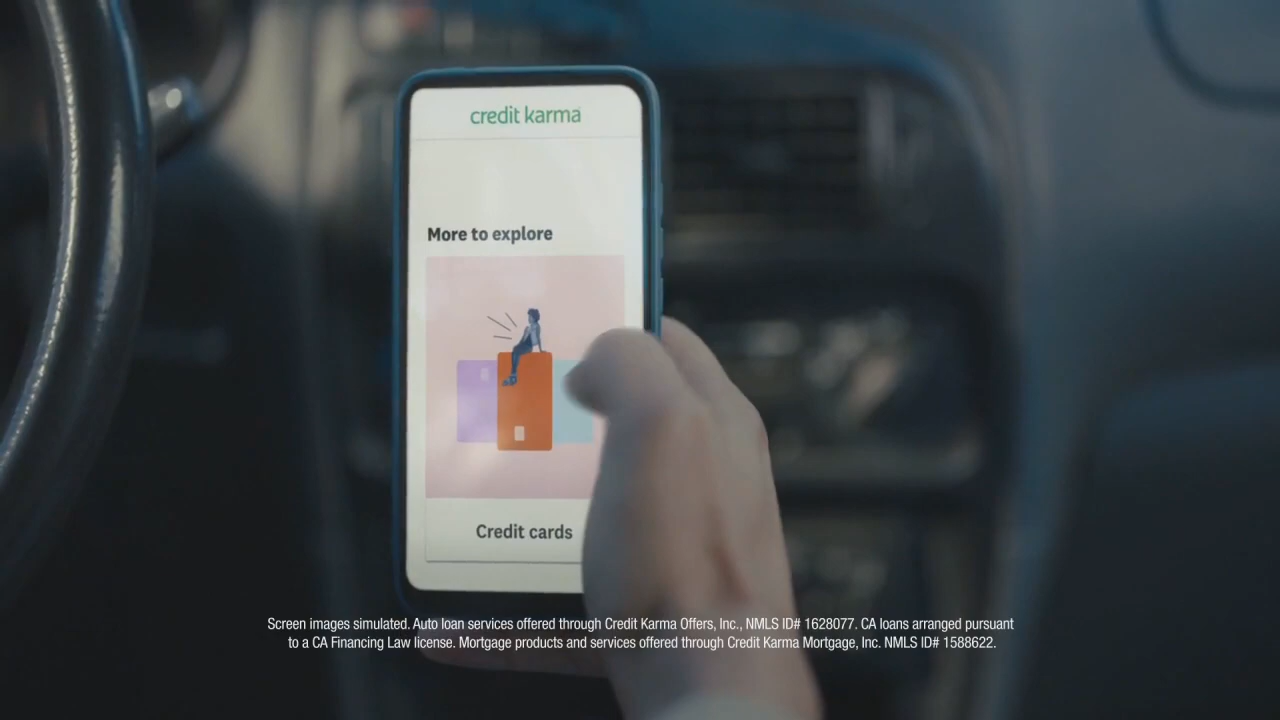 credit karma
More to explore
Credit cards
Screen images simulated. Auto loan services offered through Credit Karma Offers, Inc., NMLS ID# 1628077. CA loans arranged pursuant
to a CA Financing Law license. Mortgage products and services offered through Credit Karma Mortgage, Inc. NMLS ID# 1588622.